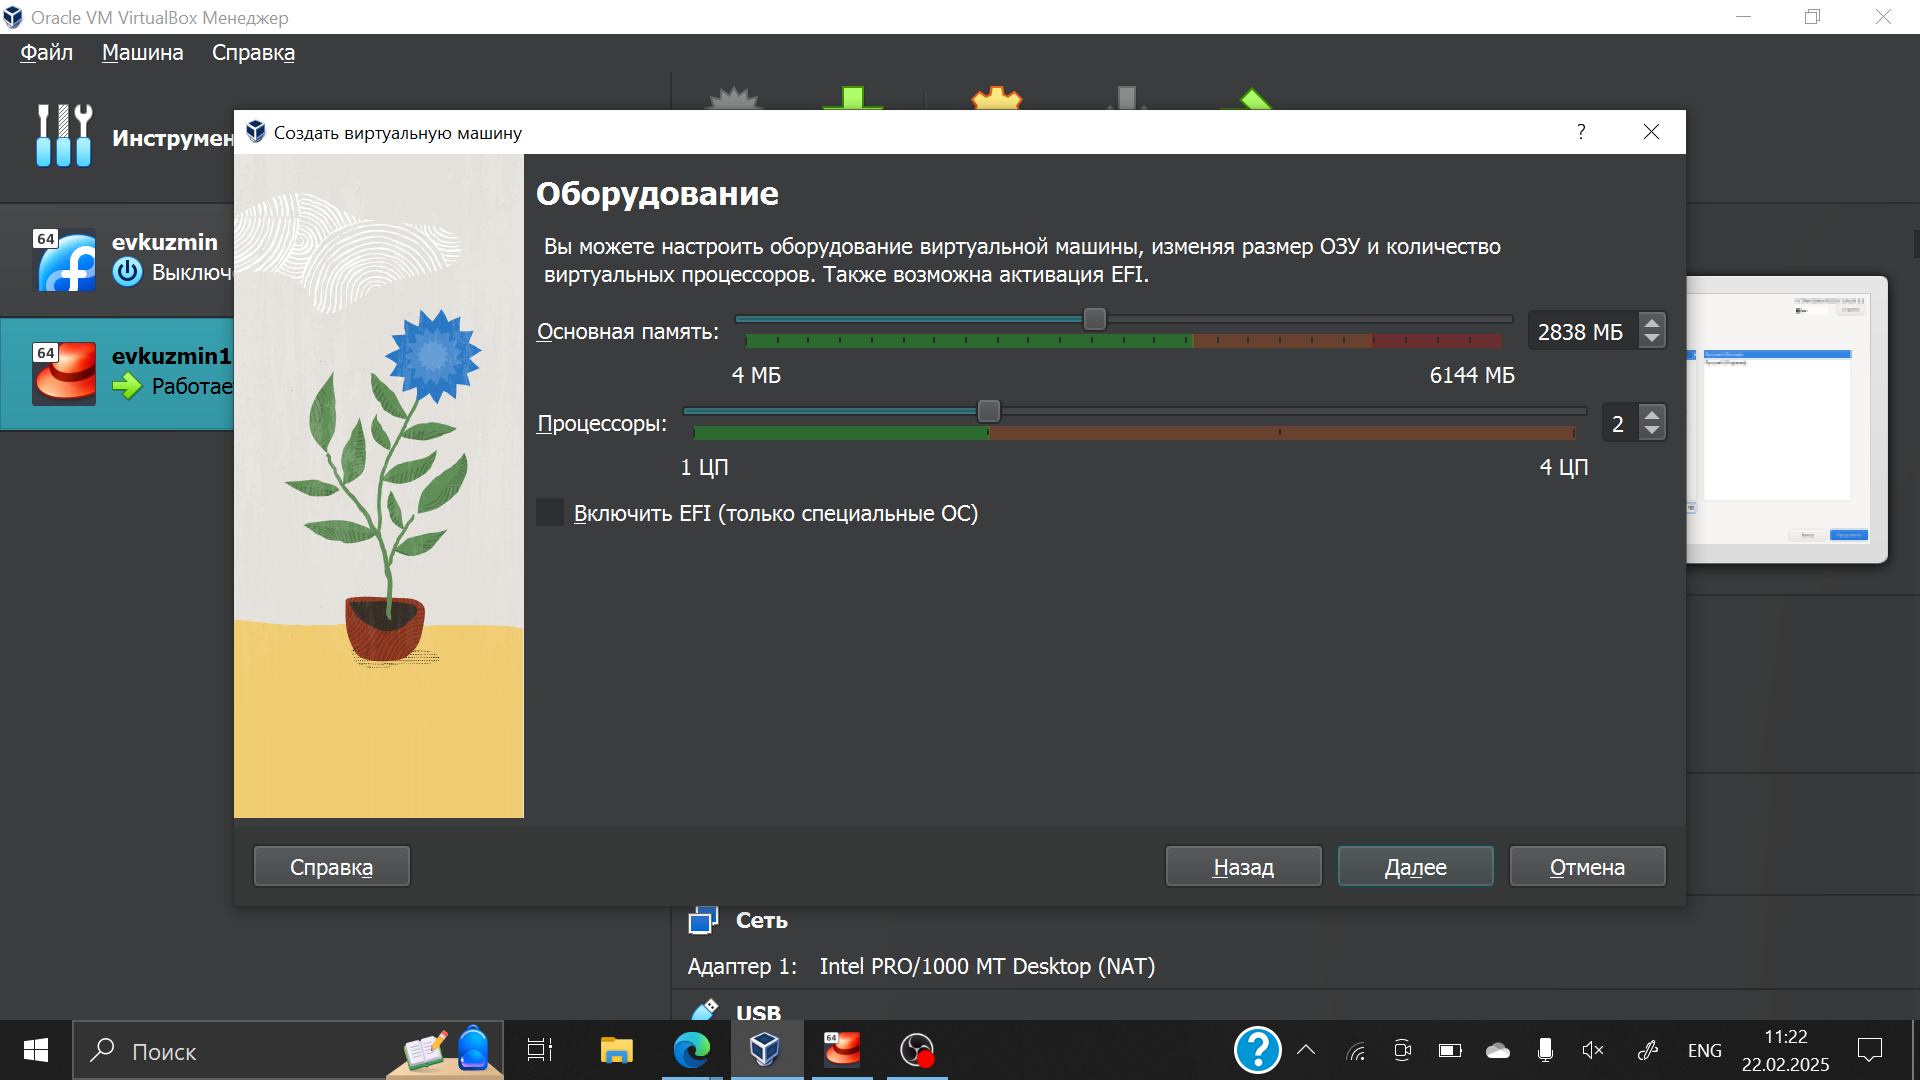 Oracle VM VirtualBox Менеджер
Файл Машина Справка
Инструмен
Создать виртуальную машину
?
Оборудование
Вы можете настроить оборудование виртуальной машины, изменяя размер ОЗУ и количество
виртуальных процессоров. Также возможна активация EFI.
64
evkuzmin
Выключе
Основная память:
2838 МБ
4 МБ
6144 МБ
64
evkuzmin1
Работае
Процессоры:
2
1 ЦП
4 ЦП
Включить EFI (только специальные ОС)
Справка
Назад
Далее
Отмена
Сеть
Адаптер 1: Intel PRO/1000 MT Desktop (NAT)
USB
Поиск
64
?
ENG
11:22
22.02.2025